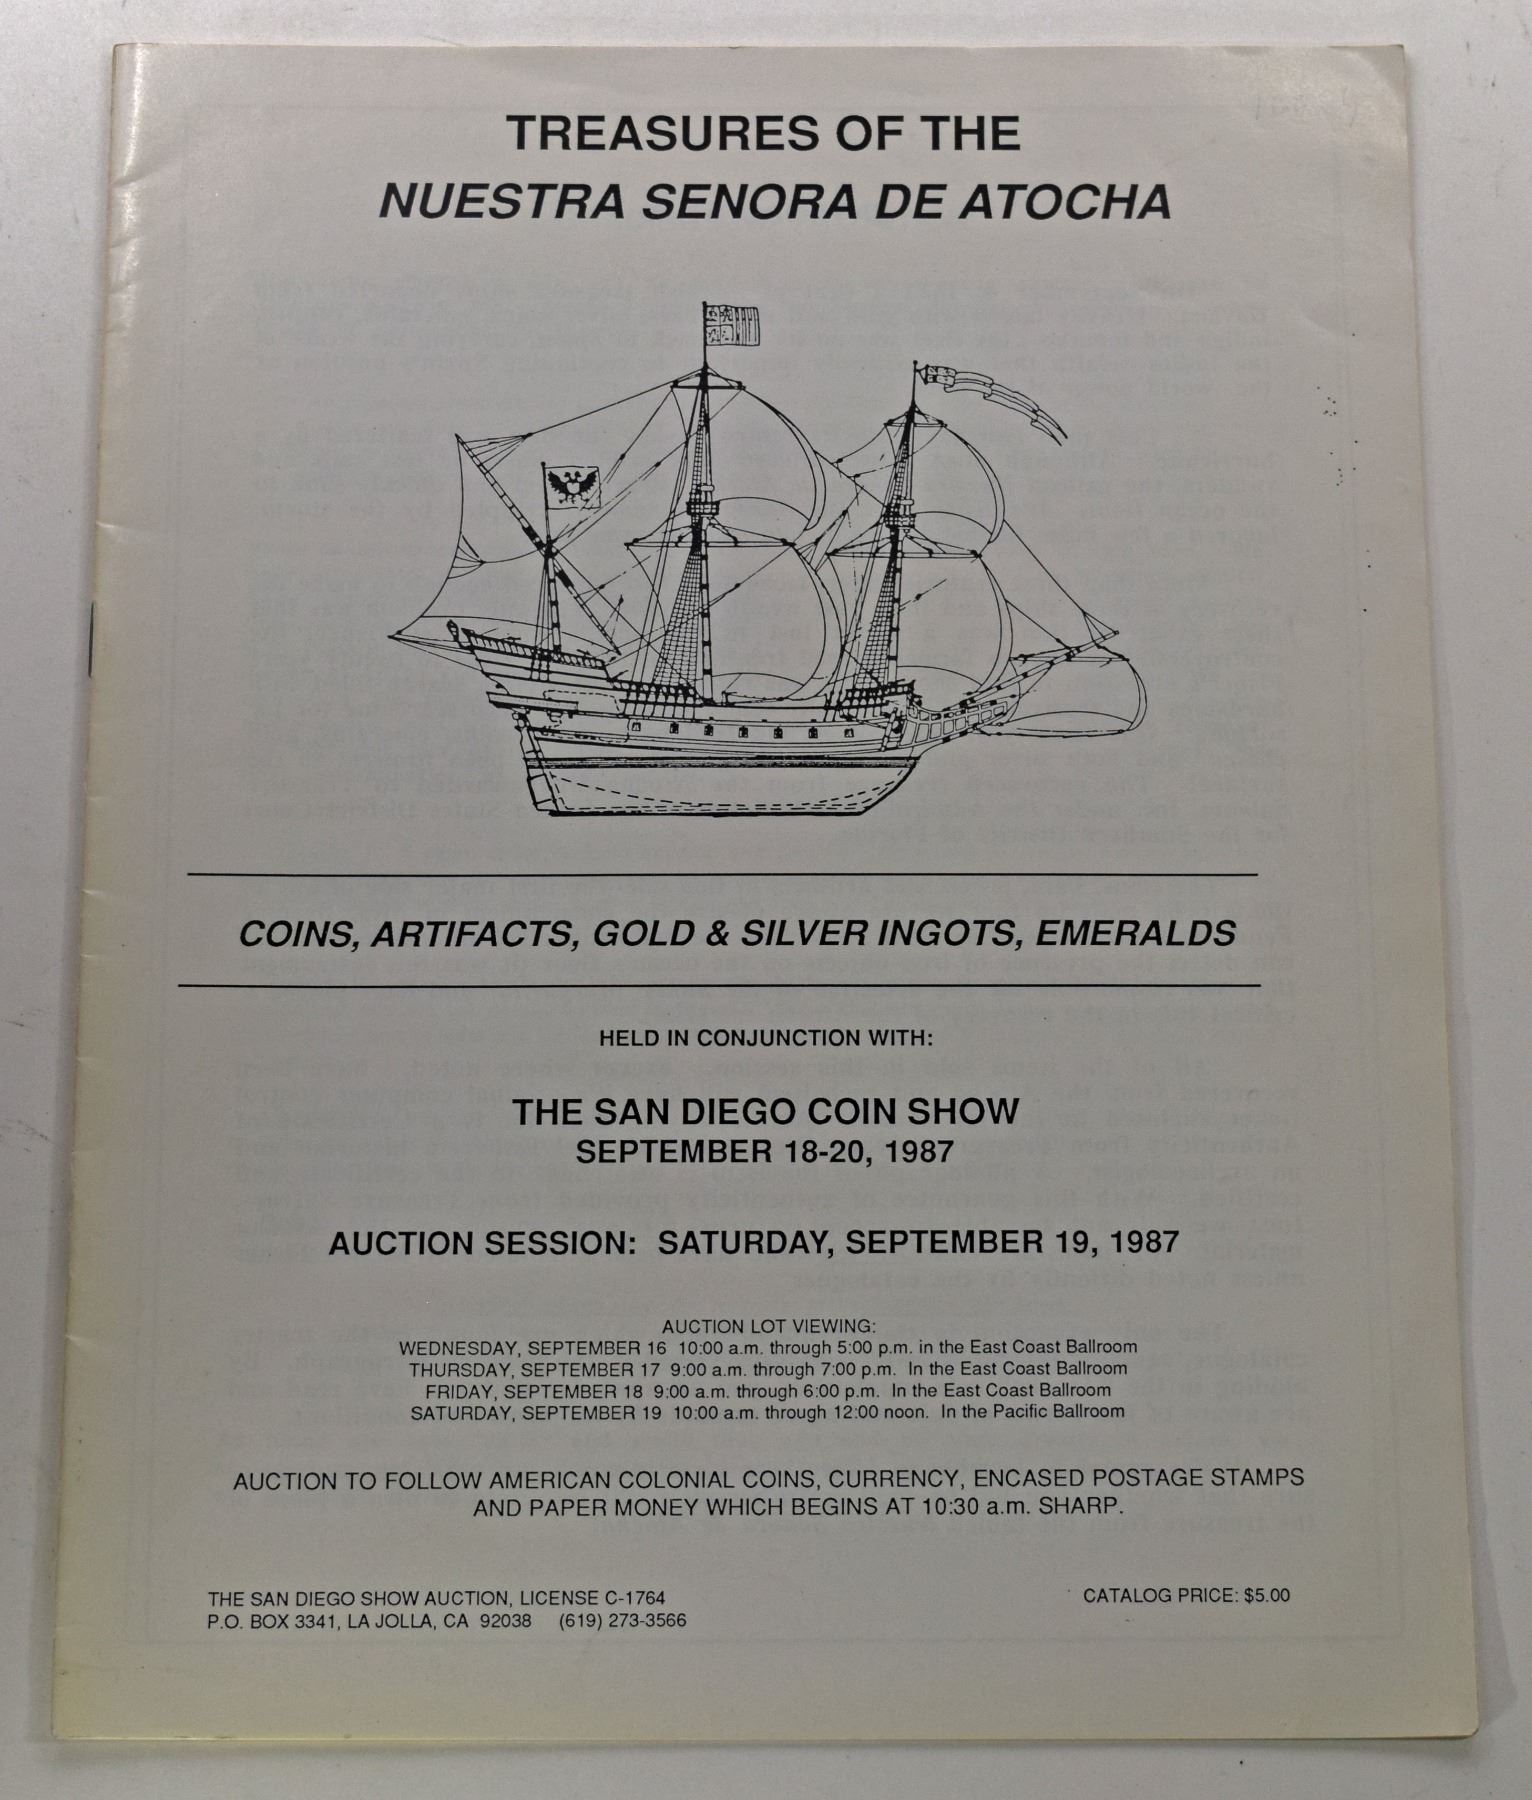 TREASURES OF THE
NUESTRA SENORA DE ATOCHA
COINS, ARTIFACTS, GOLD & SILVER INGOTS, EMERALDS
HELD IN CONJUNCTION WITH:
THE SAN DIEGO COIN SHOW
SEPTEMBER 18-20, 1987
AUCTION SESSION: SATURDAY, SEPTEMBER 19, 1987
AUCTION LOT VIEWING:
WEDNESDAY, SEPTEMBER 16 10:00 a.m. through 5:00 p.m. in the East Coast Ballroom
THURSDAY, SEPTEMBER 17 9:00 a.m. through 7:00 p.m. In the East Coast Ballroom
FRIDAY, SEPTEMBER 18 9:00 a.m. through 6:00 p.m. In the East Coast Ballroom
SATURDAY, SEPTEMBER 19 10:00 a.m. through 12:00 noon. In the Pacific Ballroom
AUCTION TO FOLLOW AMERICAN COLONIAL COINS, CURRENCY, ENCASED POSTAGE STAMPS
AND PAPER MONEY WHICH BEGINS AT 10:30 a.m. SHARP.
THE SAN DIEGO SHOW AUCTION, LICENSE C-1764
P.O. BOX 3341, LA JOLLA, CA 92038 (619) 273-3566
CATALOG PRICE: $5.00